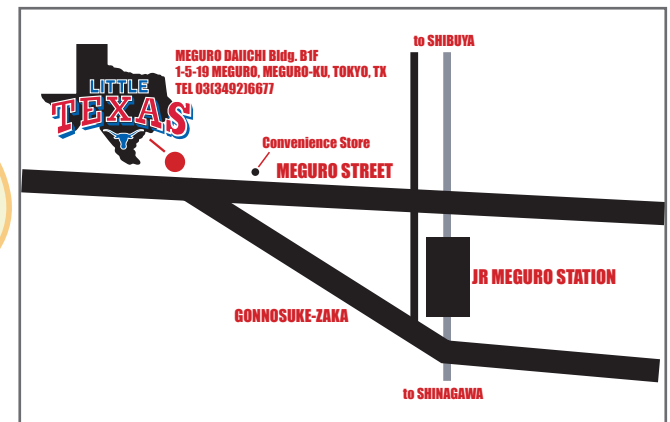 MEGURO DAIICHI Bldg. B1F
1-5-19 MEGURO, MEGURO-KU, TOKYO, TX
TEL 03(3492)6677
LITTLE
TEXAS
to SHIBUYA
Convenience Store
MEGURO STREET
JR MEGURO STATION
GONNOSUKE-ZAKA
to SHINAGAWA